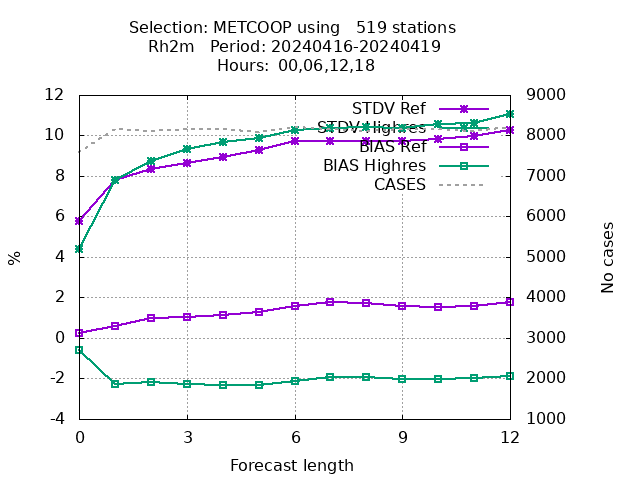 Selection: METCOOP using   519 stations
Rh2m   Period: 20240416-20240419
Hours:  00,06,12,18
12
10
8
6
4
2
0
-2
-4
%
9000
8000
7000
6000
5000
4000
3000
2000
1000
No cases
STDV Ref
STDV Highres
BIAS Ref
BIAS Highres
CASES
0
3
6
9
12
Forecast length